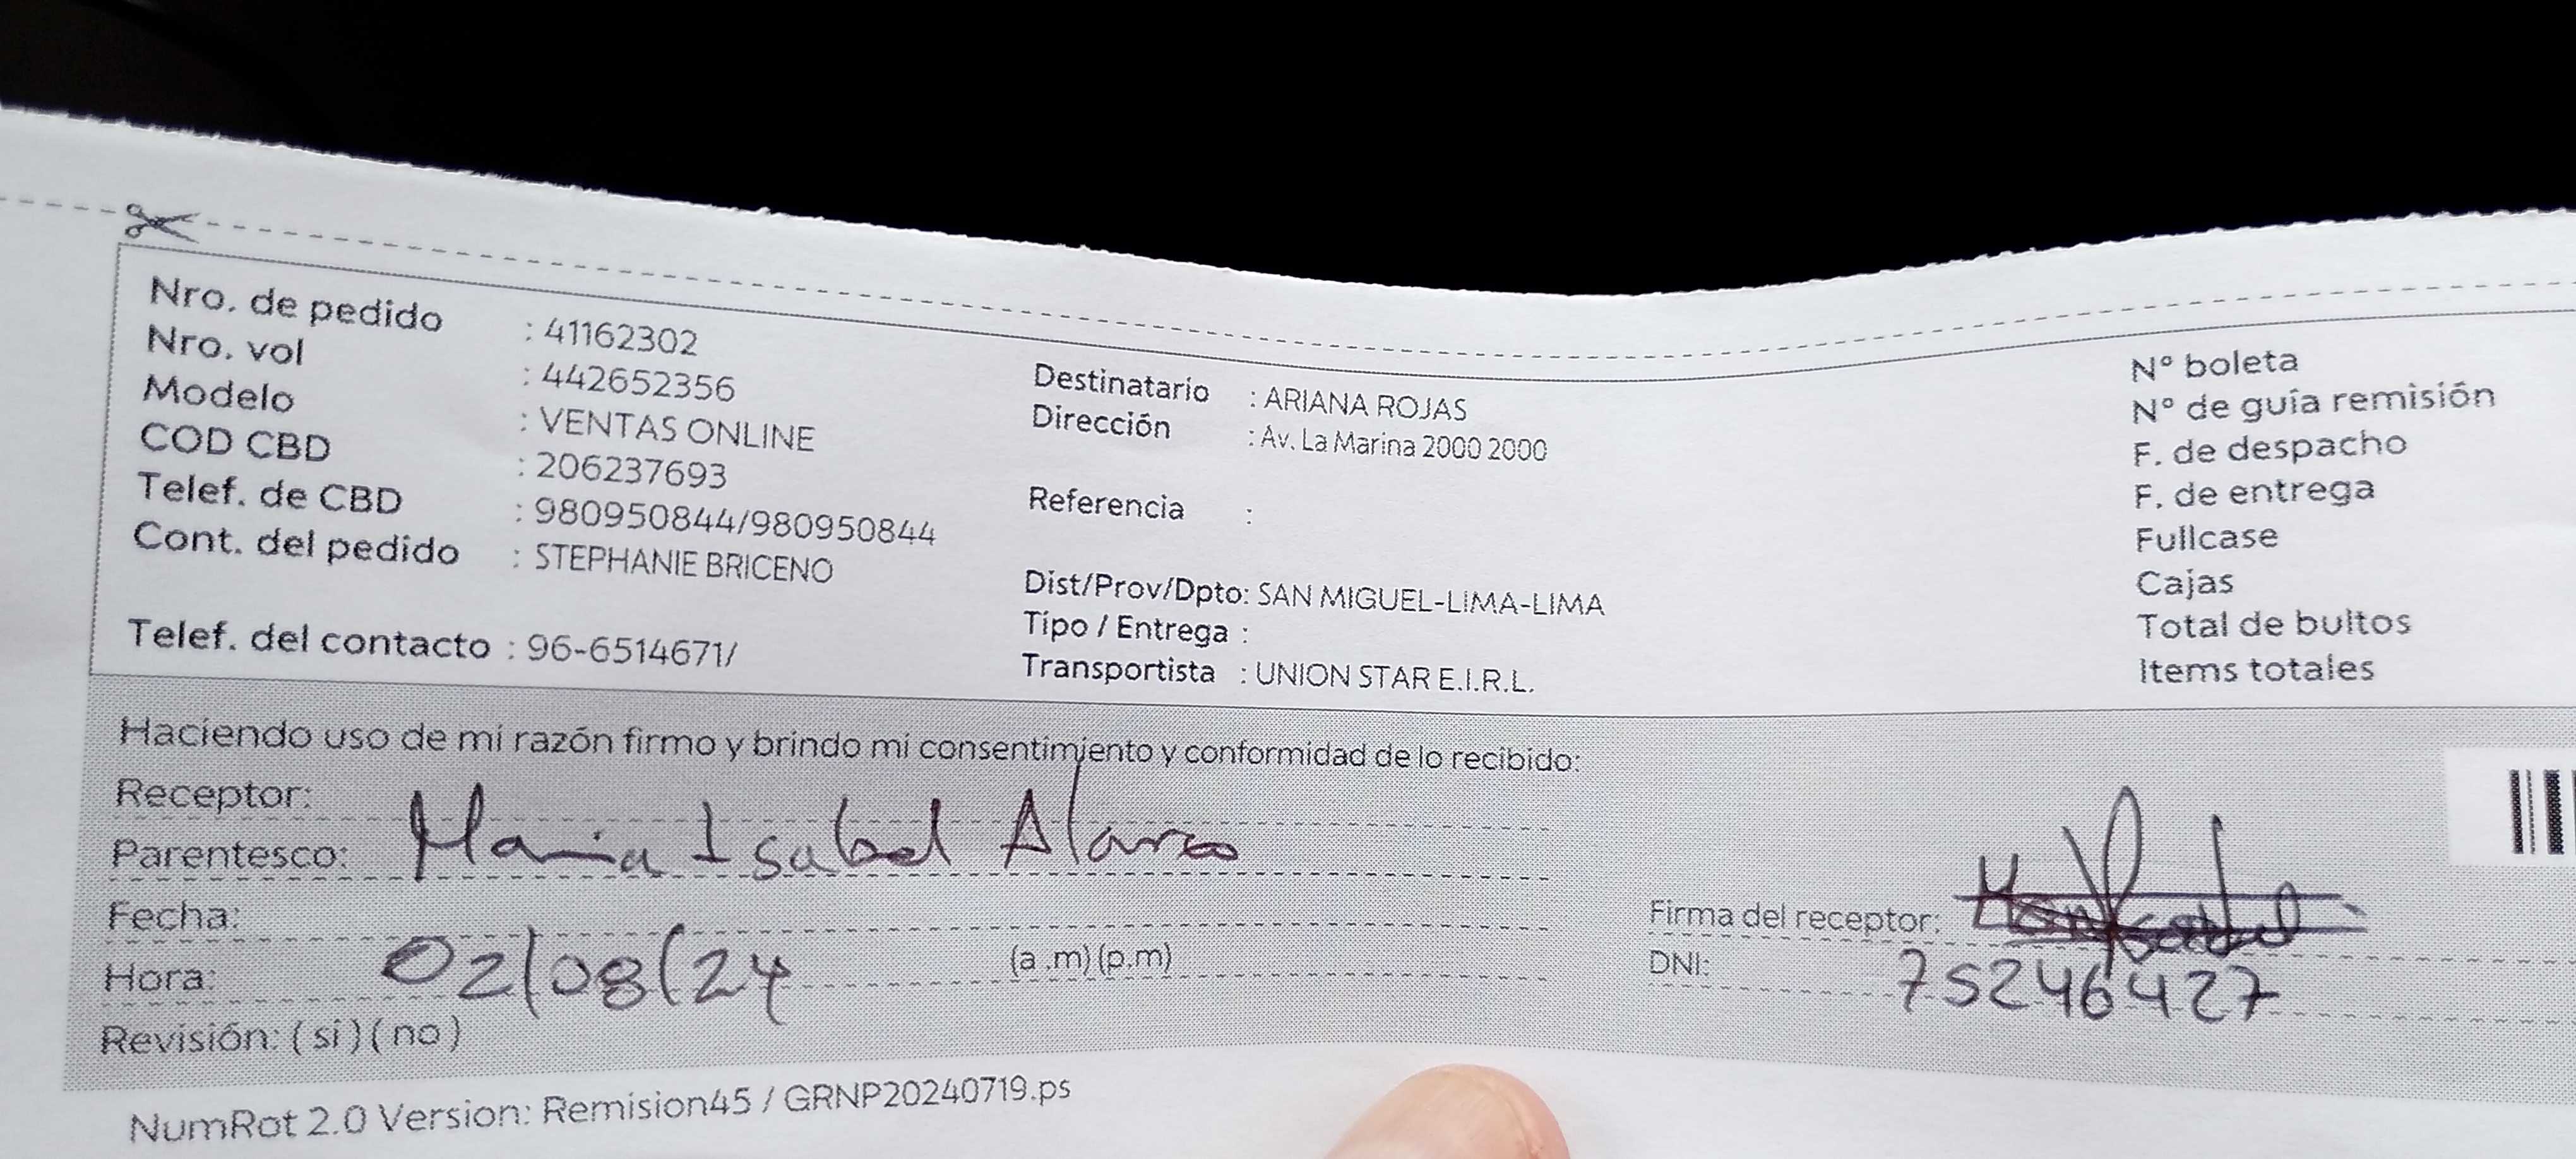 Nro. de pedido : 41162302
Nro. vol : 442652356
Modelo : VENTAS ONLINE
COD CBD : 206237693
Telef. de CBD : 980950844/980950844
Cont. del pedido : STEPHANIE BRICENO
Telef. del contacto : 96-6514671/
Destinatario : ARIANA ROJAS
Dirección : Av. La Marina 2000 2000
Referencia :
Dist/Prov/Dpto: SAN MIGUEL-LIMA-LIMA
Tipo / Entrega :
Transportista : UNION STAR E.I.R.L.
N° boleta
N° de guía remisión
F. de despacho
F. de entrega
Fullcase
Cajas
Total de bultos
Items totales
Haciendo uso de mi razón firmo y brindo mi consentimiento y conformidad de lo recibido:
Receptor:
Parentesco: Maria Isabel Alarco
Fecha:
Hora: 02/08/24 (a .m) (p.m)
Revisión: ( si ) ( no )
Firma del receptor:
DNI: 75246427
NumRot 2.0 Version: Remision45 / GRNP20240719.ps